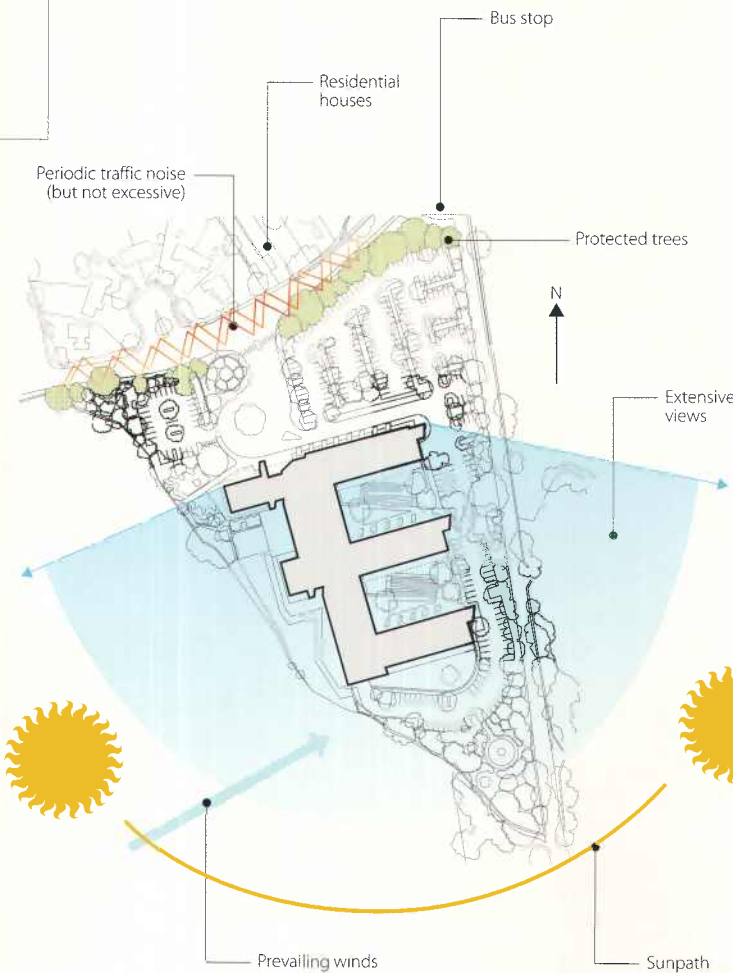 Bus stop
Residential
houses
Periodic traffic noise
(but not excessive)
Protected trees
N
Extensive
views
Prevailing winds
Sunpath